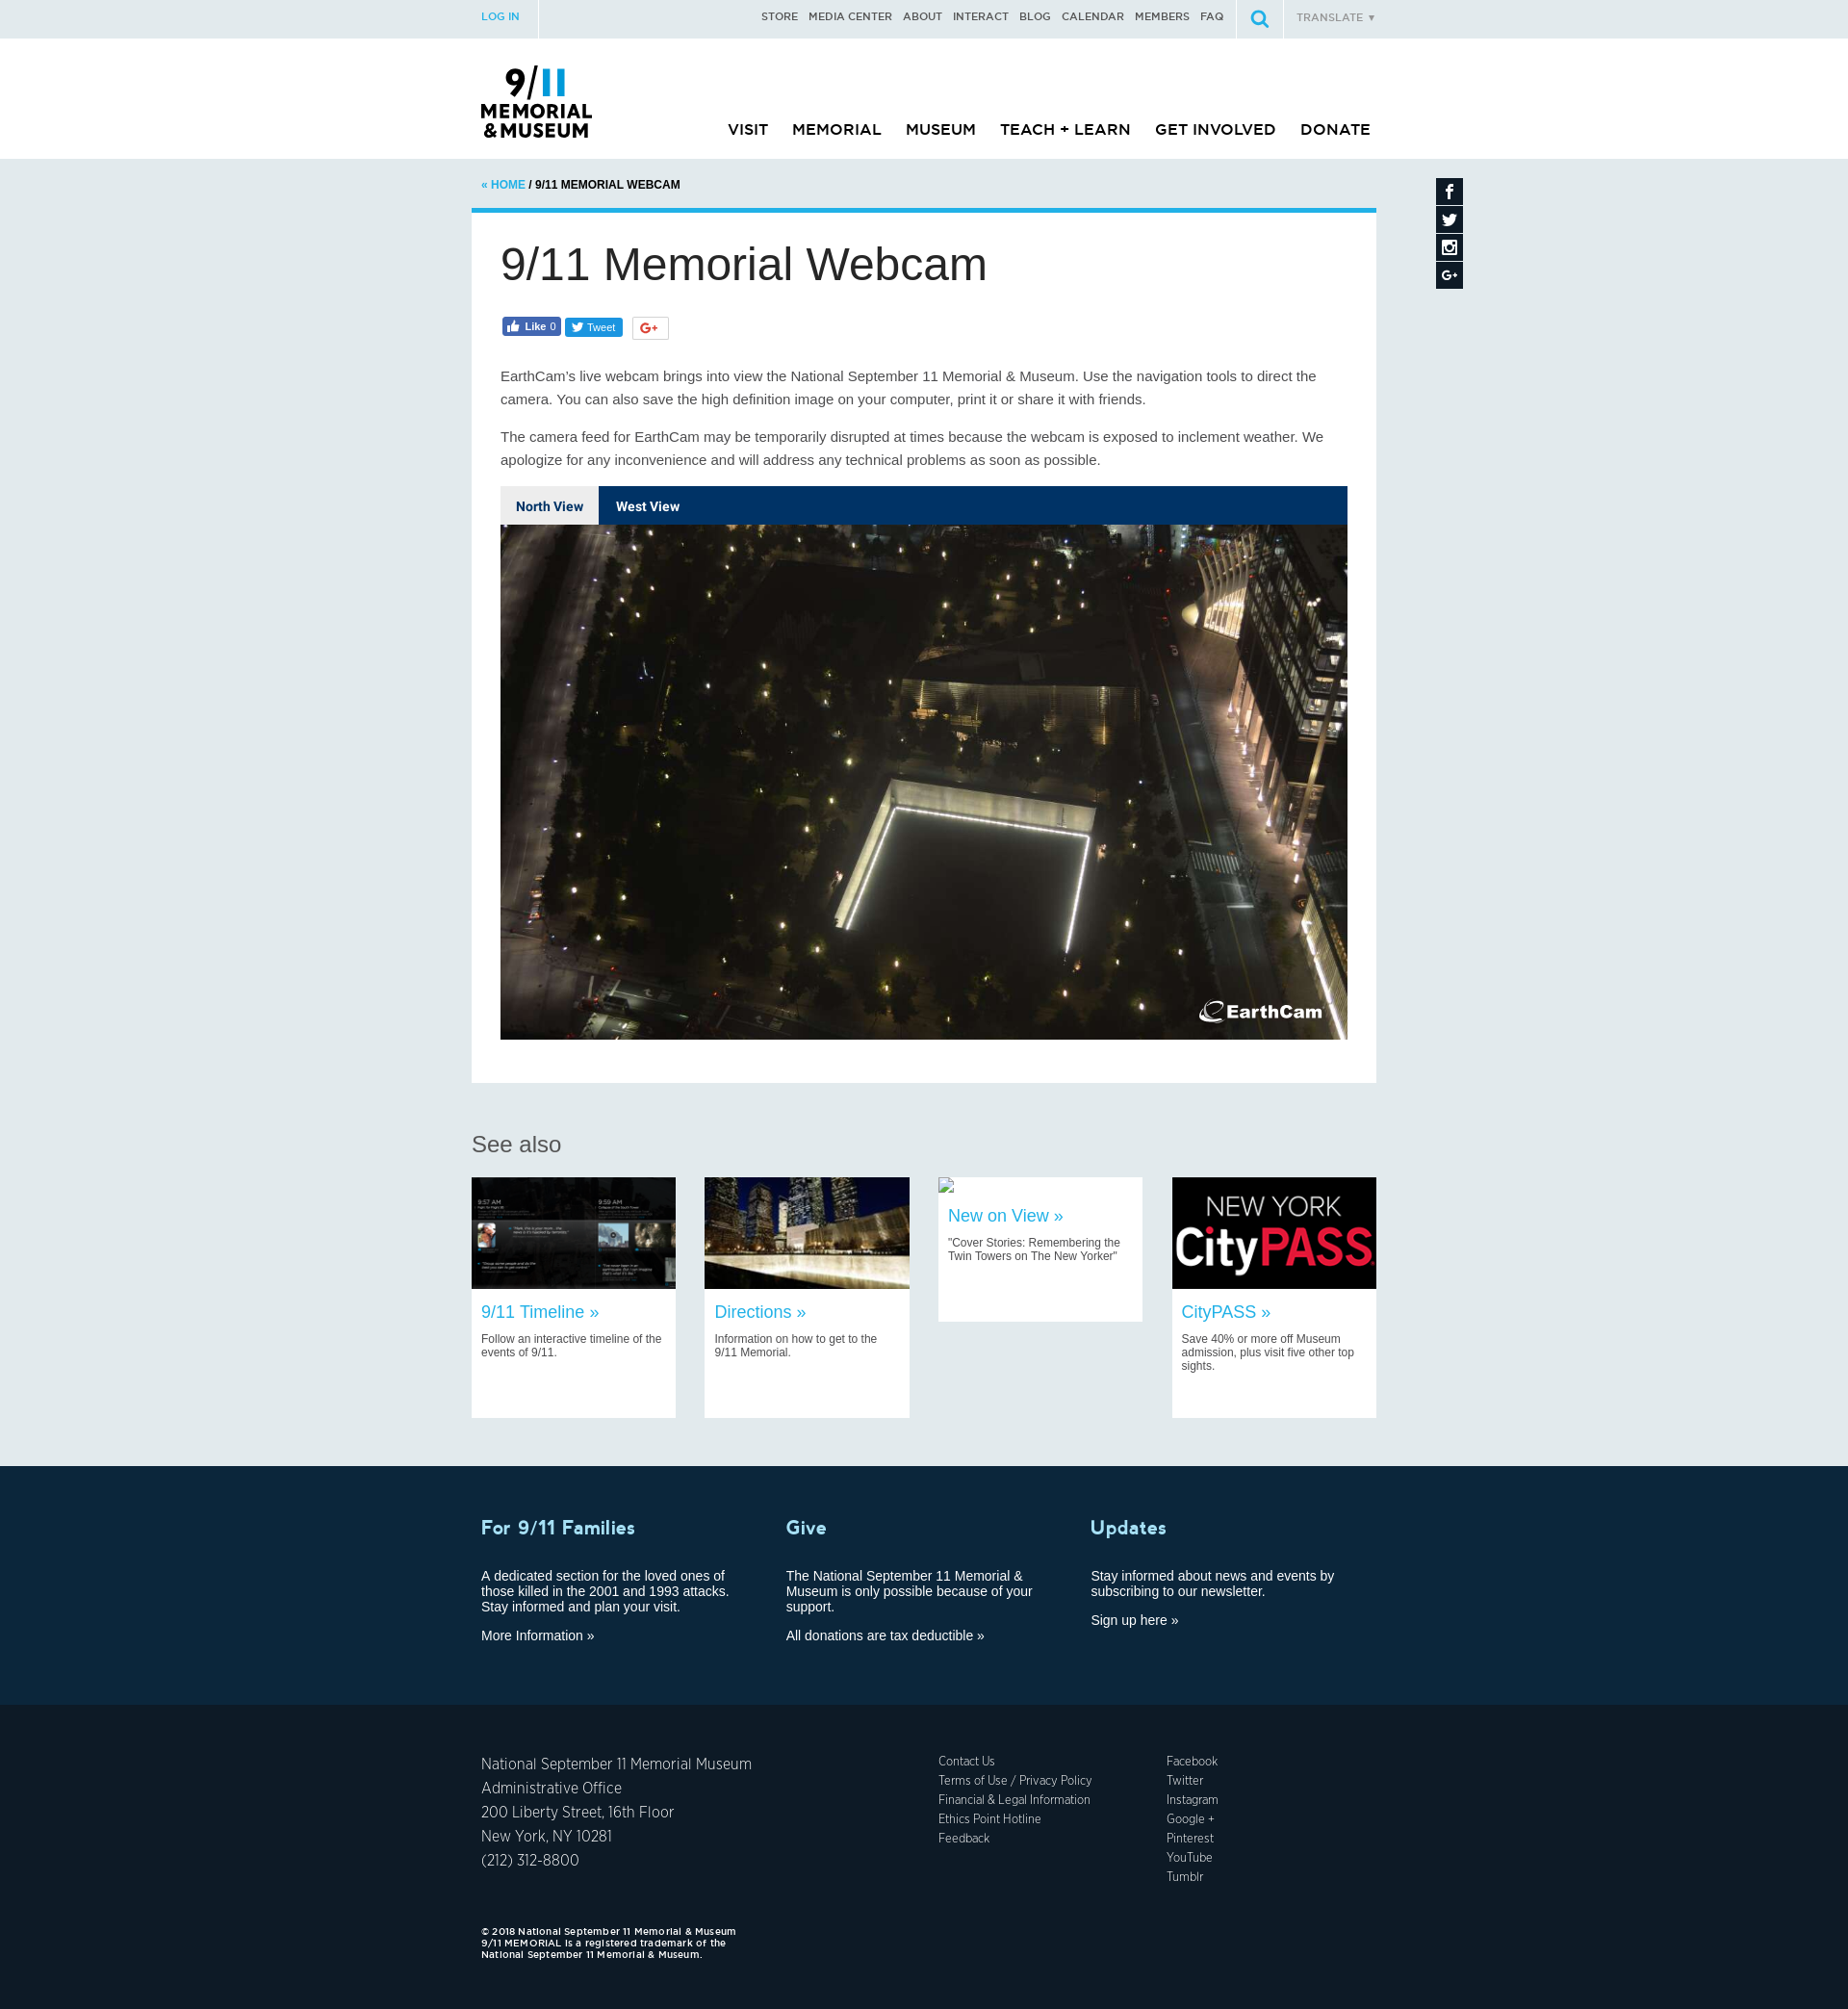 LOG IN
STORE MEDIA CENTER ABOUT INTERACT BLOG CALENDAR MEMBERS FAQ
TRANSLATE ▼
9/11
MEMORIAL
& MUSEUM
VISIT MEMORIAL MUSEUM TEACH + LEARN GET INVOLVED DONATE
« HOME / 9/11 MEMORIAL WEBCAM
9/11 Memorial Webcam
Like 0
Tweet
G+
EarthCam's live webcam brings into view the National September 11 Memorial & Museum. Use the navigation tools to direct the
camera. You can also save the high definition image on your computer, print it or share it with friends.
The camera feed for EarthCam may be temporarily disrupted at times because the webcam is exposed to inclement weather. We
apologize for any inconvenience and will address any technical problems as soon as possible.
North View West View
EarthCam
See also
9:57 AM
9:59 AM
9/11 Timeline »
Follow an interactive timeline of the
events of 9/11.
Directions »
Information on how to get to the
9/11 Memorial.
New on View »
"Cover Stories: Remembering the
Twin Towers on The New Yorker"
NEW YORK
CityPASS
CityPASS »
Save 40% or more off Museum
admission, plus visit five other top
sights.
For 9/11 Families
A dedicated section for the loved ones of
those killed in the 2001 and 1993 attacks.
Stay informed and plan your visit.
More Information »
Give
The National September 11 Memorial &
Museum is only possible because of your
support.
All donations are tax deductible »
Updates
Stay informed about news and events by
subscribing to our newsletter.
Sign up here »
National September 11 Memorial Museum
Administrative Office
200 Liberty Street, 16th Floor
New York, NY 10281
(212) 312-8800
Contact Us
Terms of Use / Privacy Policy
Financial & Legal Information
Ethics Point Hotline
Feedback
Facebook
Twitter
Instagram
Google +
Pinterest
YouTube
Tumblr
© 2018 National September 11 Memorial & Museum
9/11 MEMORIAL is a registered trademark of the
National September 11 Memorial & Museum.